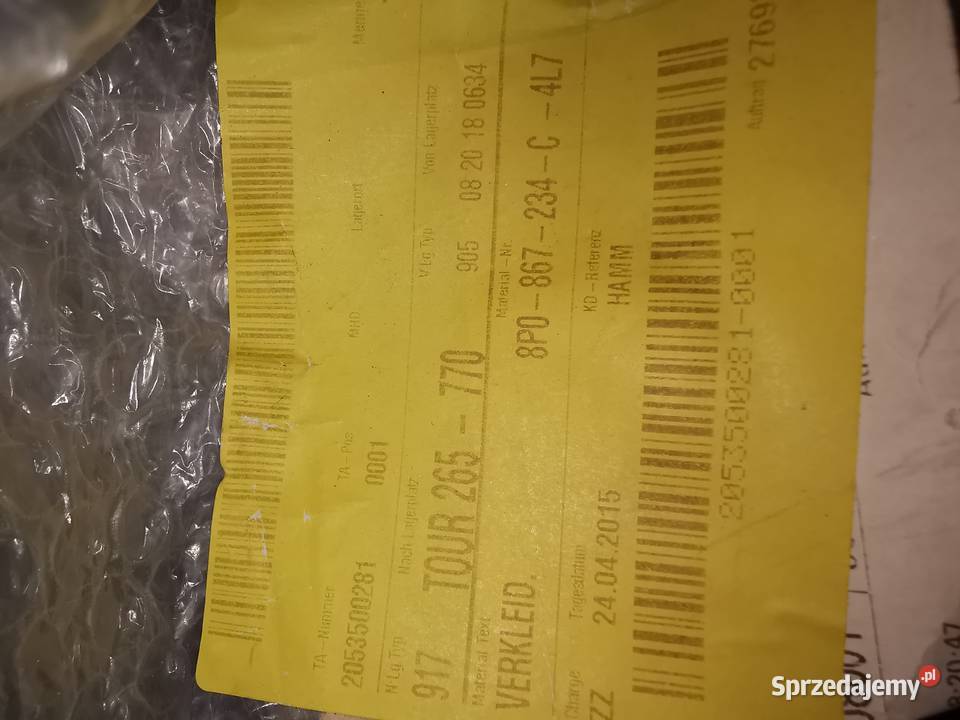 TA-Nummer TA-Pos MHD Lagerort
2053500281 0001
N Lg Typ Nach Lagerplatz V Lg Typ Von Lagerplatz
917 TOUR 265 - 770 905 08 20 18 0634
Material Text Material-Nr.
VERKLEID. 8P0-867-234-C -4L7
Charge Tagesdatum KD-Referenz
ZZ 24.04.2015 HAMM
2053500281-0001 Auftrag 2769
20:47
Sprzedajemy.pl